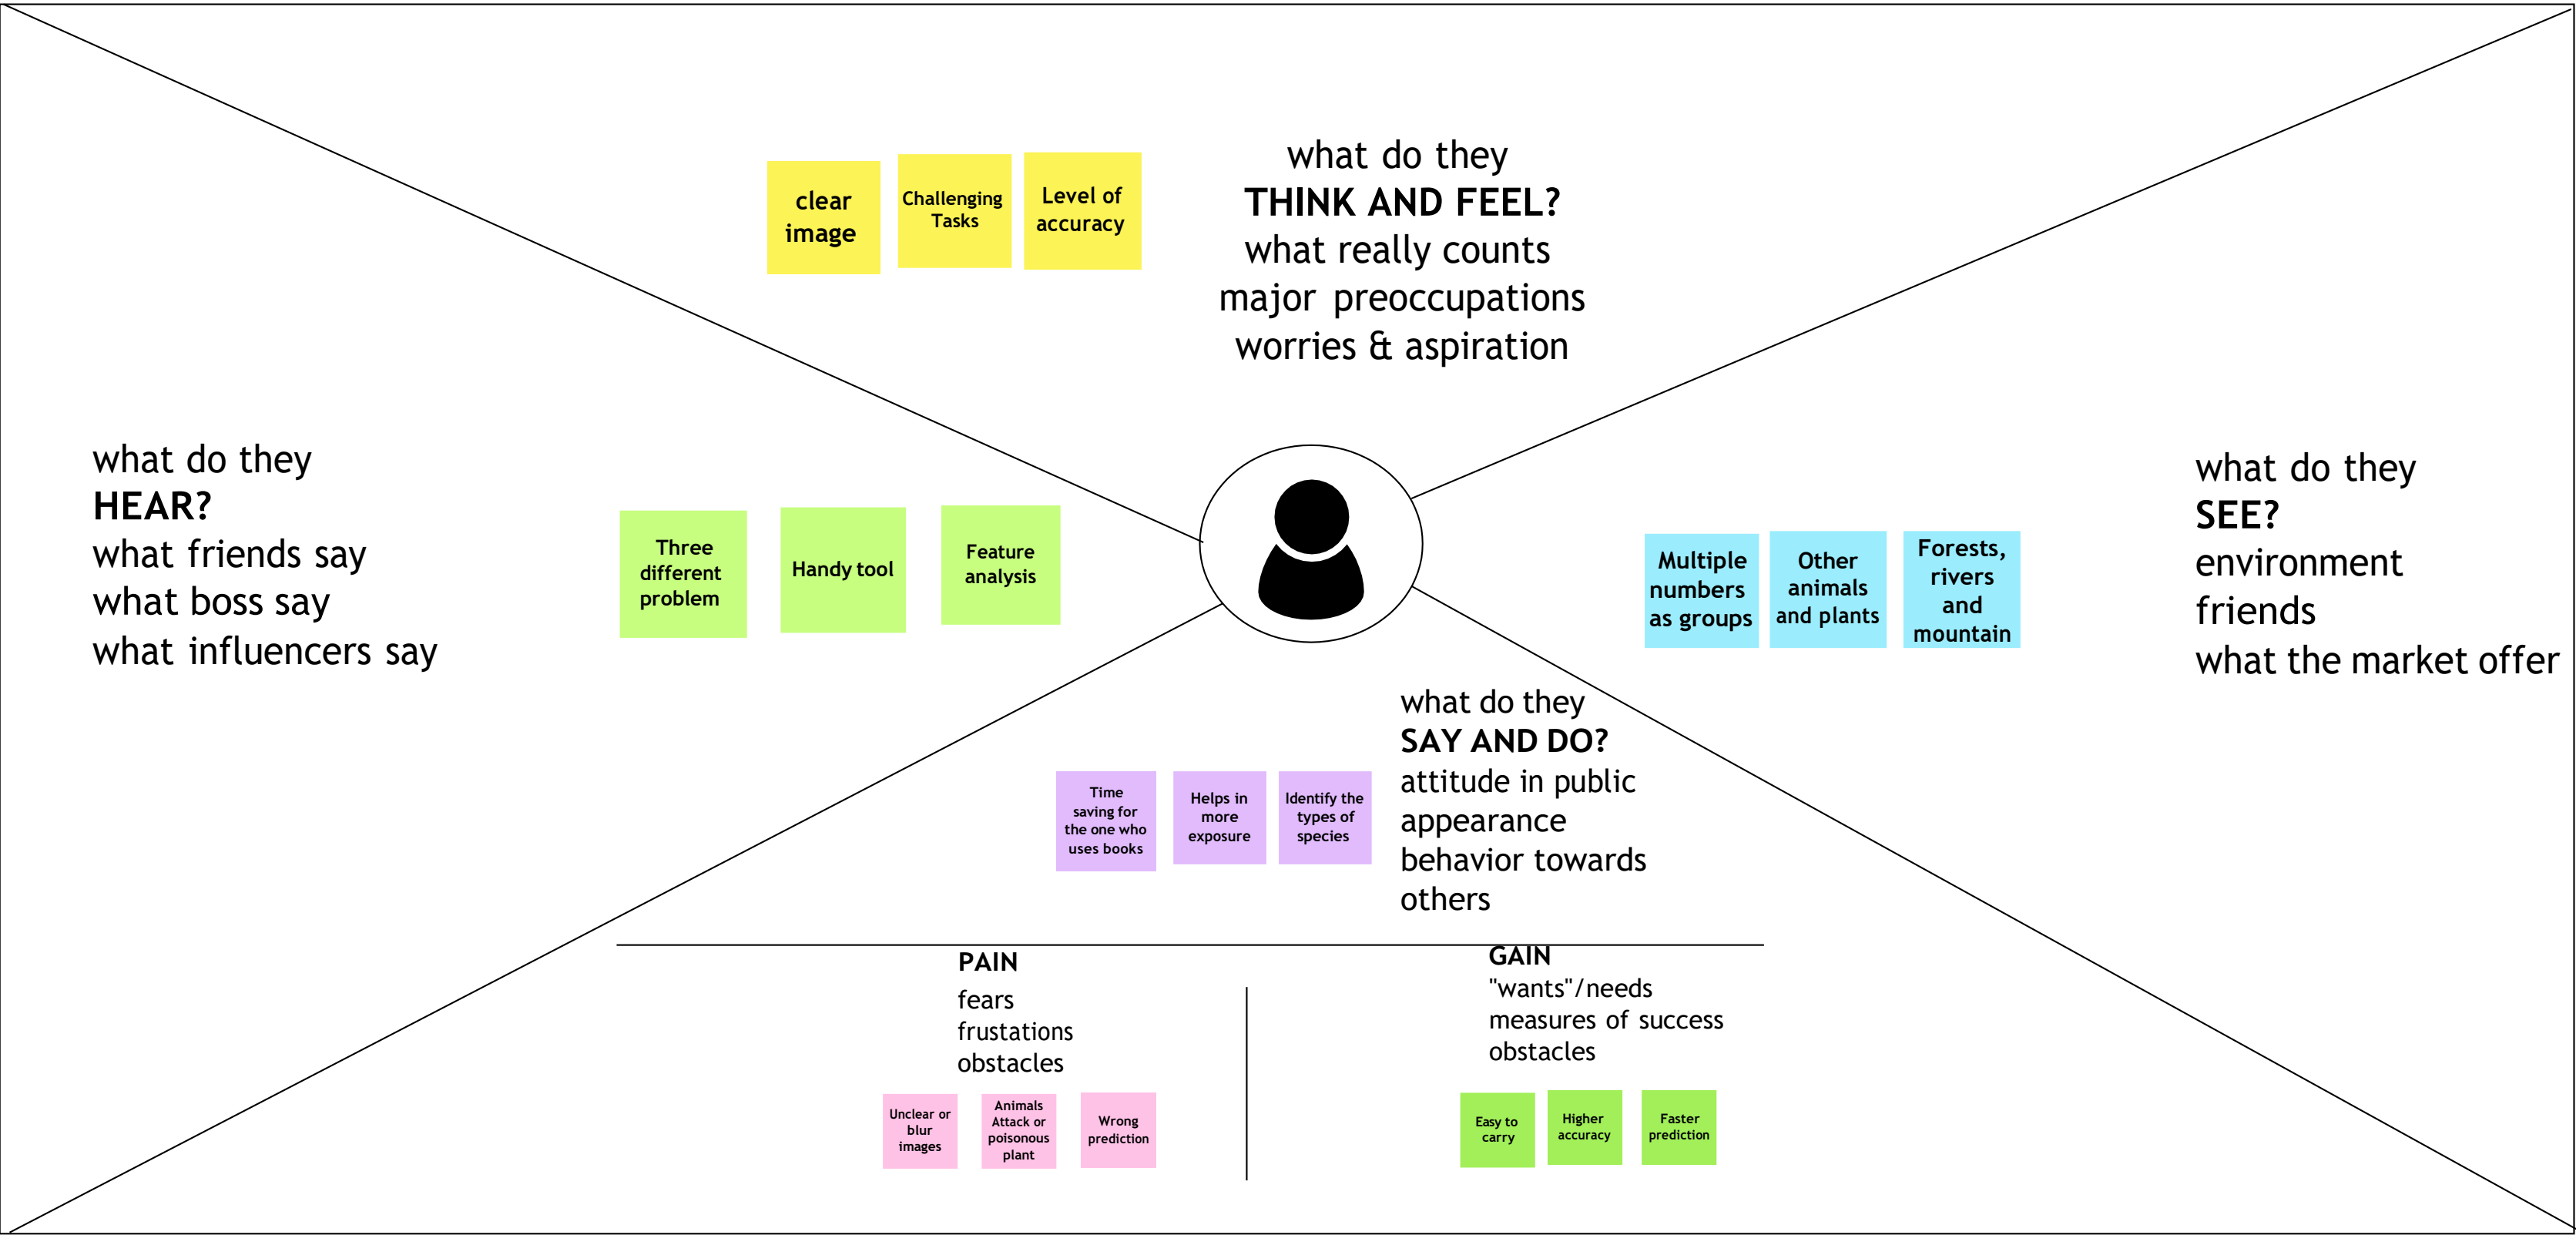 what do they
THINK AND FEEL?
what really counts
major preoccupations
worries & aspiration
clear
image
Challenging
Tasks
Level of
accuracy
what do they
HEAR?
what friends say
what boss say
what influencers say
Three
different
problem
Handy tool
Feature
analysis
Multiple
numbers
as groups
Other
animals
and plants
Forests,
rivers
and
mountain
what do they
SEE?
environment
friends
what the market offer
what do they
SAY AND DO?
attitude in public
appearance
behavior towards
others
Time
saving for
the one who
uses books
Helps in
more
exposure
Identify the
types of
species
PAIN
fears
frustations
obstacles
Unclear or
blur
images
Animals
Attack or
poisonous
plant
Wrong
prediction
GAIN
"wants"/needs
measures of success
obstacles
Easy to
carry
Higher
accuracy
Faster
prediction